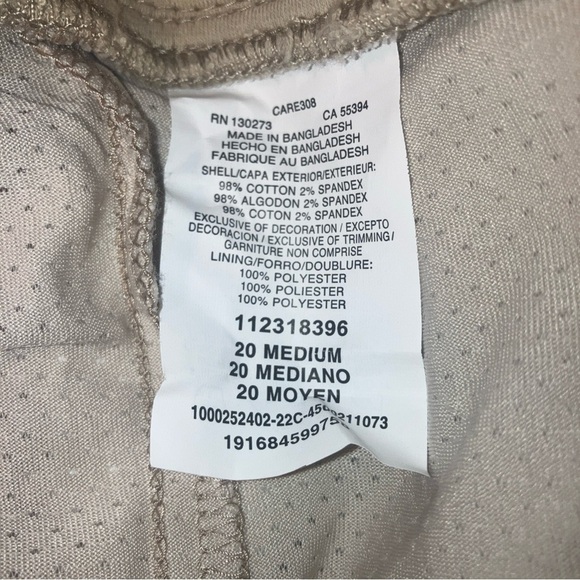 CARE308
RN 130273 CA 55394
MADE IN BANGLADESH
HECHO EN BANGLADESH
FABRIQUE AU BANGLADESH
SHELL/CAPA EXTERIOR/EXTERIEUR:
98% COTTON 2% SPANDEX
98% ALGODON 2% SPANDEX
98% COTON 2% SPANDEX
EXCLUSIVE OF DECORATION / EXCEPTO
DECORACION / EXCLUSIVE OF TRIMMING/
GARNITURE NON COMPRISE
LINING/FORRO/DOUBLURE:
100% POLYESTER
100% POLIESTER
100% POLYESTER
112318396
20 MEDIUM
20 MEDIANO
20 MOYEN